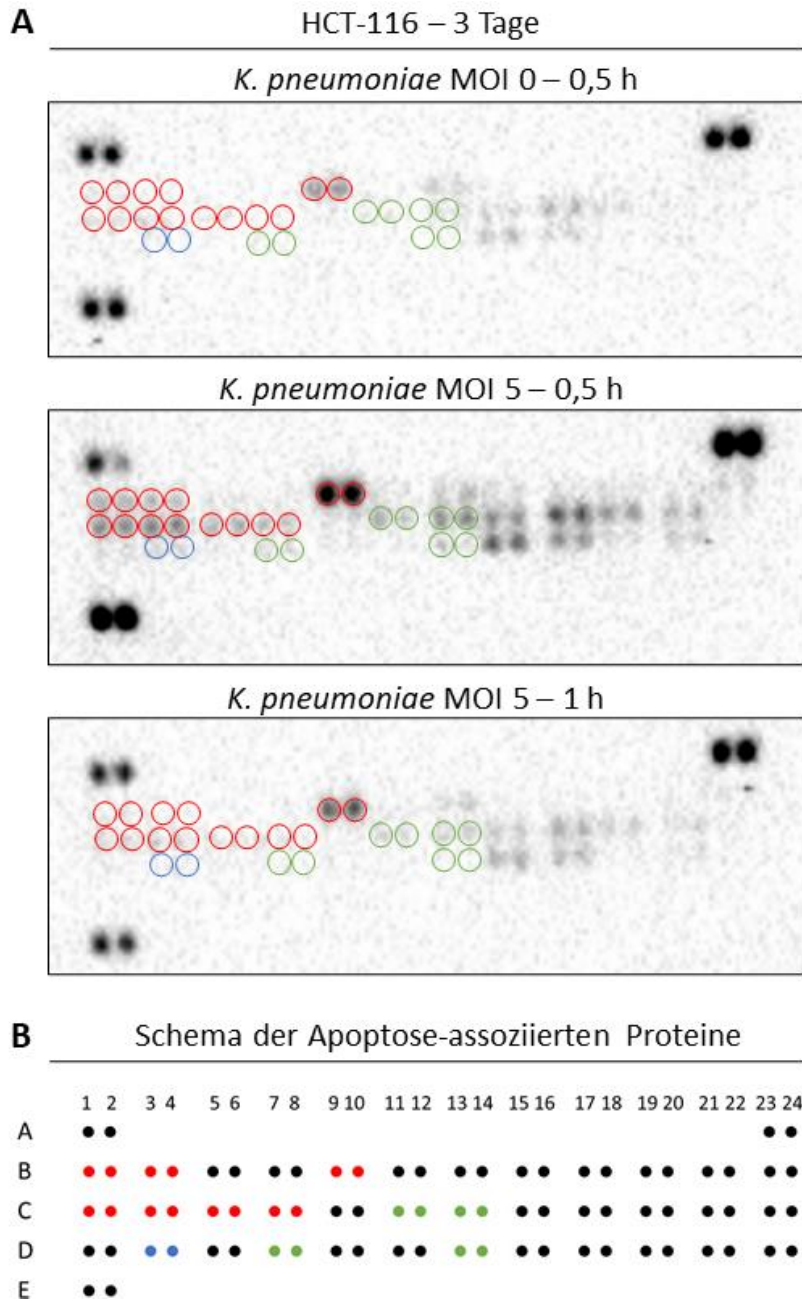 A
HCT-116 – 3 Tage
K. pneumoniae MOI 0 – 0,5 h
K. pneumoniae MOI 5 – 0,5 h
K. pneumoniae MOI 5 – 1 h
B
Schema der Apoptose-assoziierten Proteine
1 2 3 4 5 6 7 8 9 10 11 12 13 14 15 16 17 18 19 20 21 22 23 24
A
B
C
D
E